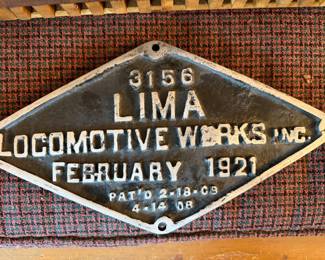 3156
LIMA
LOCOMOTIVE WORKS INC.
FEBRUARY 1921
PAT'D 2-18-08
4-14 08